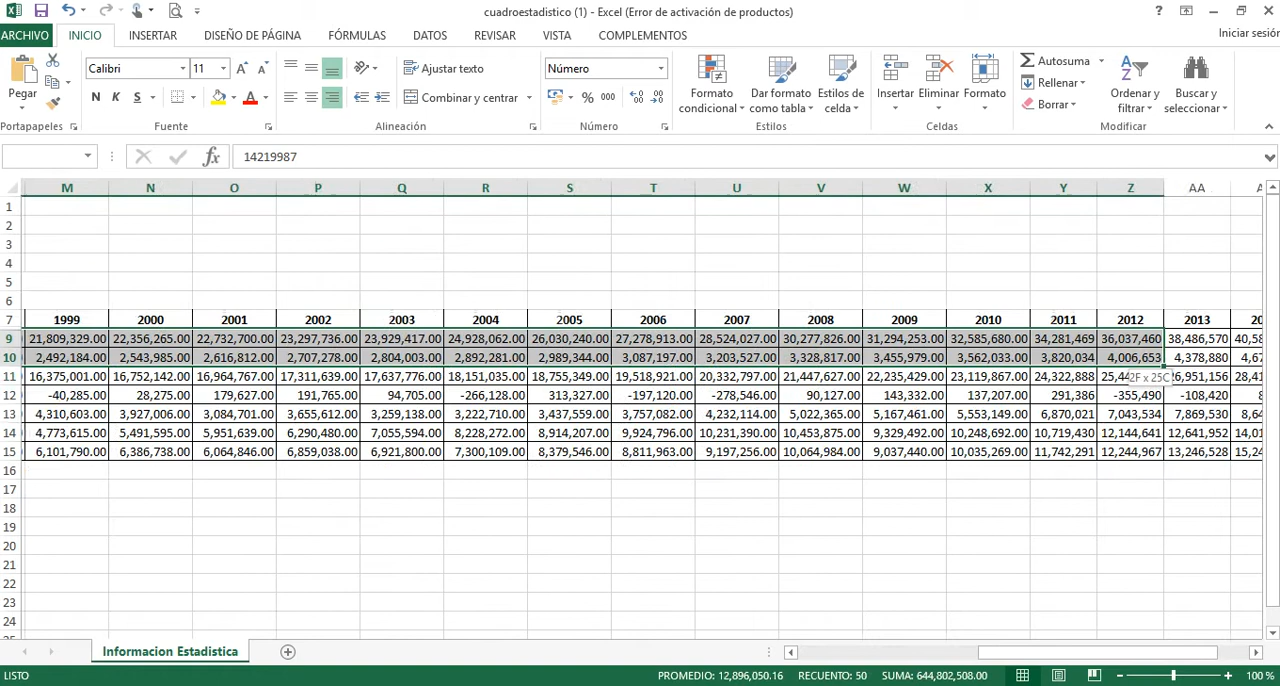 cuadroestadistico (1) - Excel (Error de activación de productos)
ARCHIVO INICIO INSERTAR DISEÑO DE PÁGINA FÓRMULAS DATOS REVISAR VISTA COMPLEMENTOS Iniciar sesión
Pegar
Calibri 11
N K S
Ajustar texto
Combinar y centrar
Número
% 000
Formato condicional
Dar formato como tabla
Estilos de celda
Insertar Eliminar Formato
Autosuma
Rellenar
Borrar
Ordenar y filtrar
Buscar y seleccionar
Portapapeles Fuente Alineación Número Estilos Celdas Modificar
fx 14219987
M N O P Q R S T U V W X Y Z AA
1
2
3
4
5
6
7 1999 2000 2001 2002 2003 2004 2005 2006 2007 2008 2009 2010 2011 2012 2013
9 21,809,329.00 22,356,265.00 22,732,700.00 23,297,736.00 23,929,417.00 24,928,062.00 26,030,240.00 27,278,913.00 28,524,027.00 30,277,826.00 31,294,253.00 32,585,680.00 34,281,469 36,037,460 38,486,570 40,58
10 2,492,184.00 2,543,985.00 2,616,812.00 2,707,278.00 2,804,003.00 2,892,281.00 2,989,344.00 3,087,197.00 3,203,527.00 3,328,817.00 3,455,979.00 3,562,033.00 3,820,034 4,006,653 4,378,880 4,67
11 16,375,001.00 16,752,142.00 16,964,767.00 17,311,639.00 17,637,776.00 18,151,035.00 18,755,349.00 19,518,921.00 20,332,797.00 21,447,627.00 22,235,429.00 23,119,867.00 24,322,888 25,44 2F x 25C 26,951,156 28,41
12 -40,285.00 28,275.00 179,627.00 191,765.00 94,705.00 -266,128.00 313,327.00 -197,120.00 -278,546.00 90,127.00 143,332.00 137,207.00 291,386 -355,490 -108,420 8
13 4,310,603.00 3,927,006.00 3,084,701.00 3,655,612.00 3,259,138.00 3,222,710.00 3,437,559.00 3,757,082.00 4,232,114.00 5,022,365.00 5,167,461.00 5,553,149.00 6,870,021 7,043,534 7,869,530 8,64
14 4,773,615.00 5,491,595.00 5,951,639.00 6,290,480.00 7,055,594.00 8,228,272.00 8,914,207.00 9,924,796.00 10,231,390.00 10,453,875.00 9,329,492.00 10,248,692.00 10,719,430 12,144,641 12,641,952 14,01
15 6,101,790.00 6,386,738.00 6,064,846.00 6,859,038.00 6,921,800.00 7,300,109.00 8,379,546.00 8,811,963.00 9,197,256.00 10,064,984.00 9,037,440.00 10,035,269.00 11,742,291 12,244,967 13,246,528 15,24
16
17
18
19
20
21
22
23
24
Informacion Estadistica
LISTO PROMEDIO: 12,896,050.16 RECUENTO: 50 SUMA: 644,802,508.00 100 %